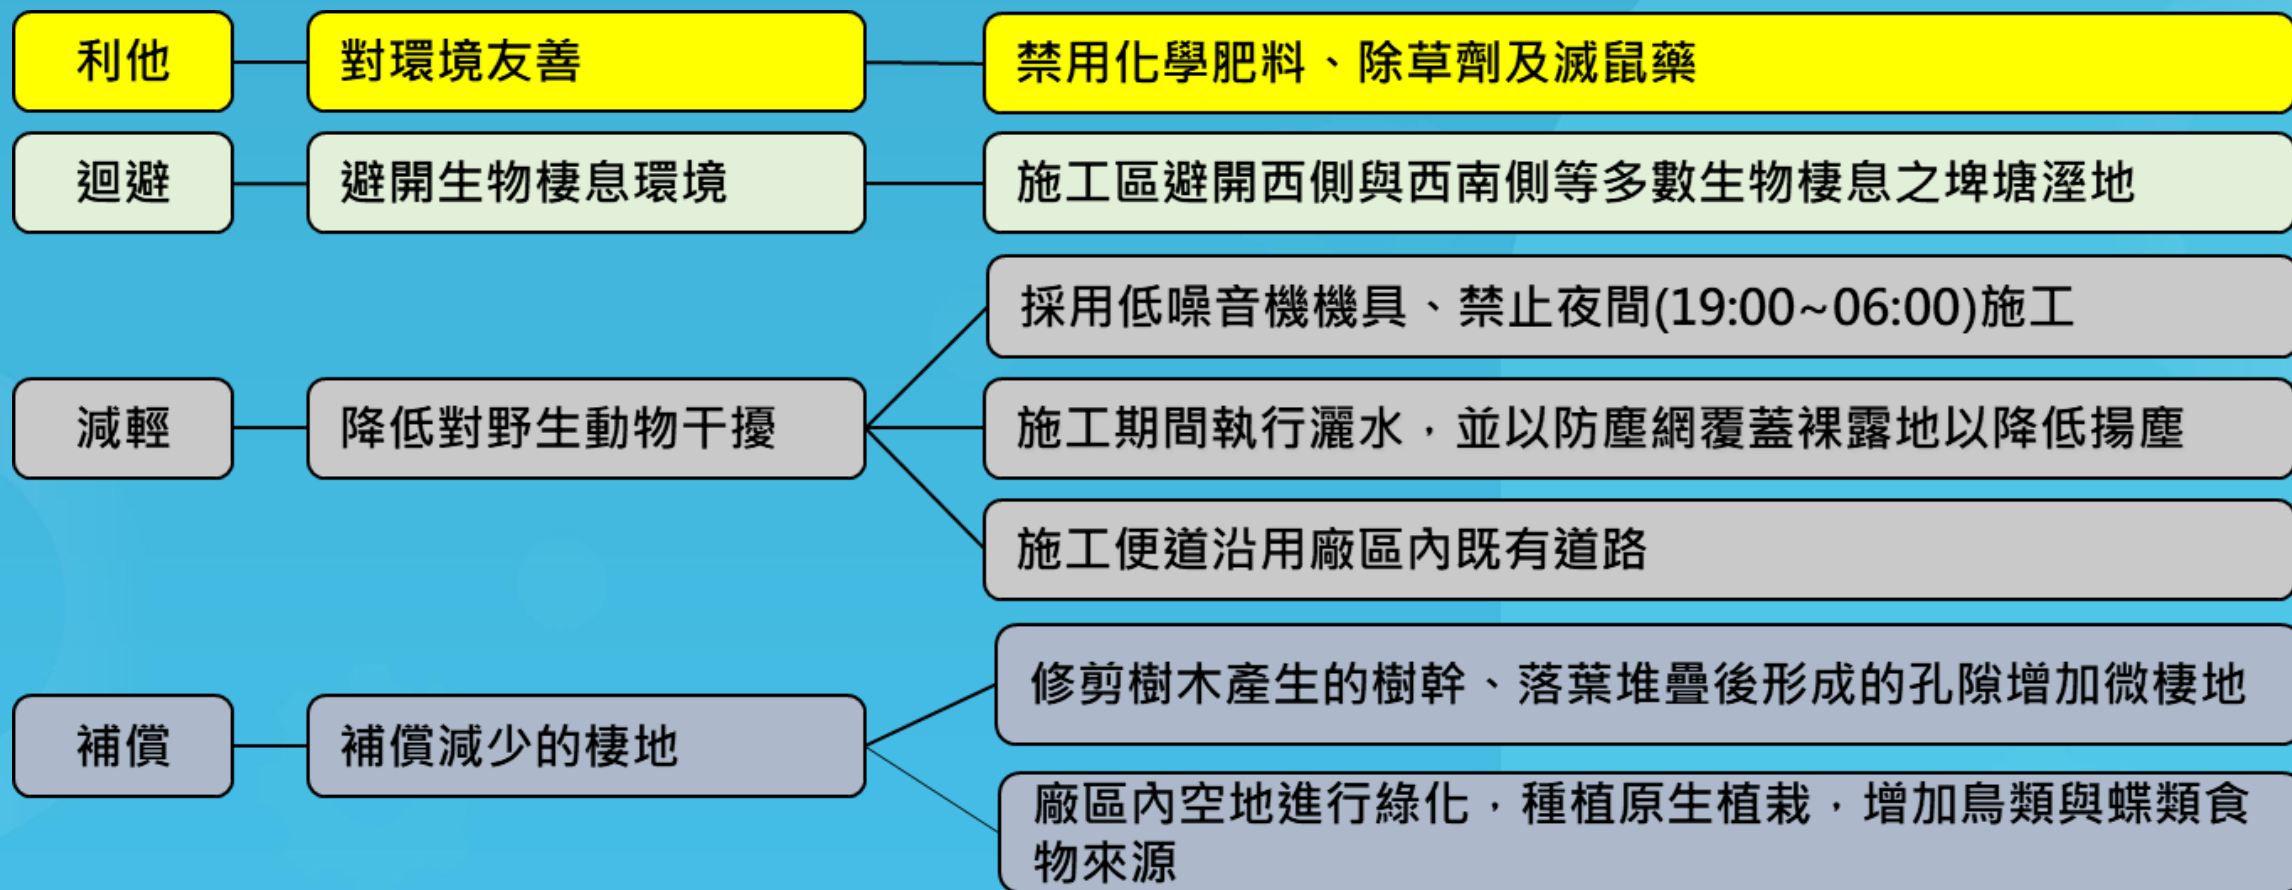 利他
對環境友善
禁用化學肥料、除草劑及滅鼠藥
迴避
避開生物棲息環境
施工區避開西側與西南側等多數生物棲息之埤塘溼地
減輕
降低對野生動物干擾
採用低噪音機機具、禁止夜間(19:00~06:00)施工
施工期間執行灑水，並以防塵網覆蓋裸露地以降低揚塵
施工便道沿用廠區內既有道路
補償
補償減少的棲地
修剪樹木產生的樹幹、落葉堆疊後形成的孔隙增加微棲地
廠區內空地進行綠化，種植原生植栽，增加鳥類與蝶類食
物來源